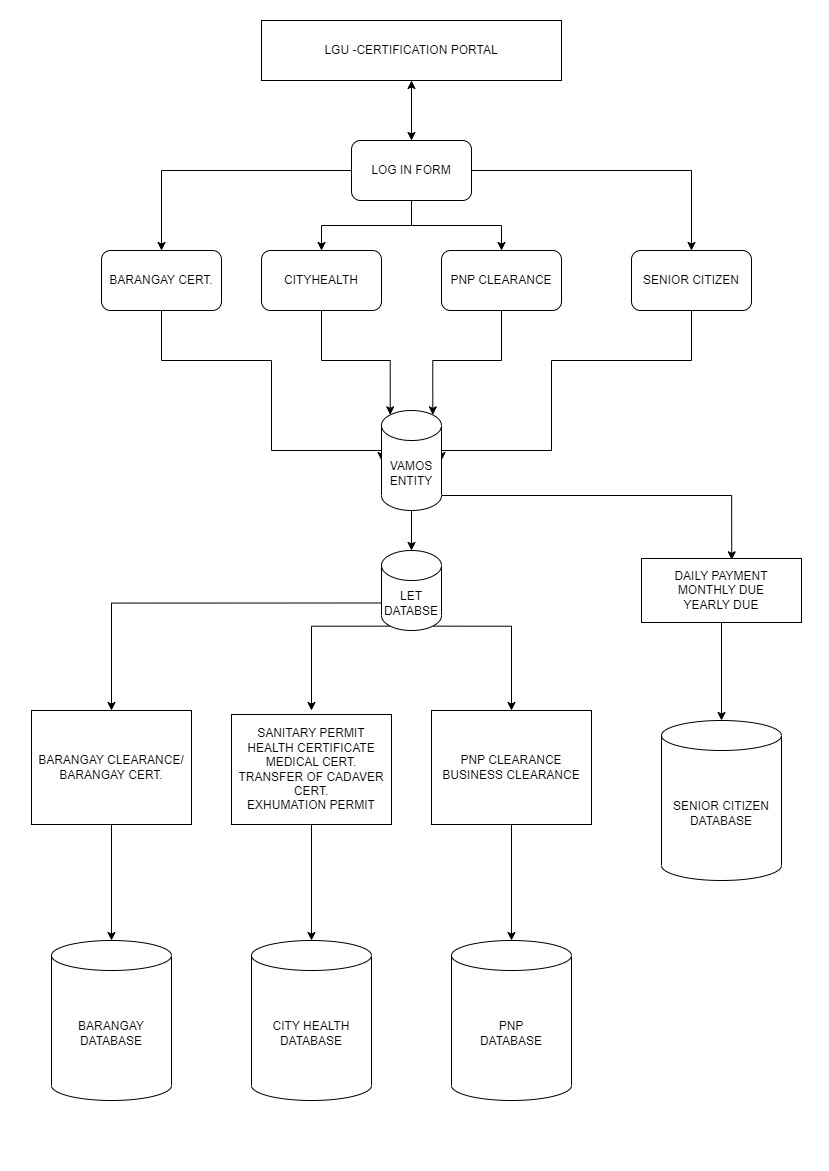 LGU -CERTIFICATION PORTAL
LOG IN FORM
BARANGAY CERT.
CITYHEALTH
PNP CLEARANCE
SENIOR CITIZEN
VAMOS
ENTITY
LET
DATABSE
DAILY PAYMENT
MONTHLY DUE
YEARLY DUE
BARANGAY CLEARANCE/
BARANGAY CERT.
SANITARY PERMIT
HEALTH CERTIFICATE
MEDICAL CERT.
TRANSFER OF CADAVER
CERT.
EXHUMATION PERMIT
PNP CLEARANCE
BUSINESS CLEARANCE
SENIOR CITIZEN
DATABASE
BARANGAY
DATABASE
CITY HEALTH
DATABASE
PNP
DATABASE